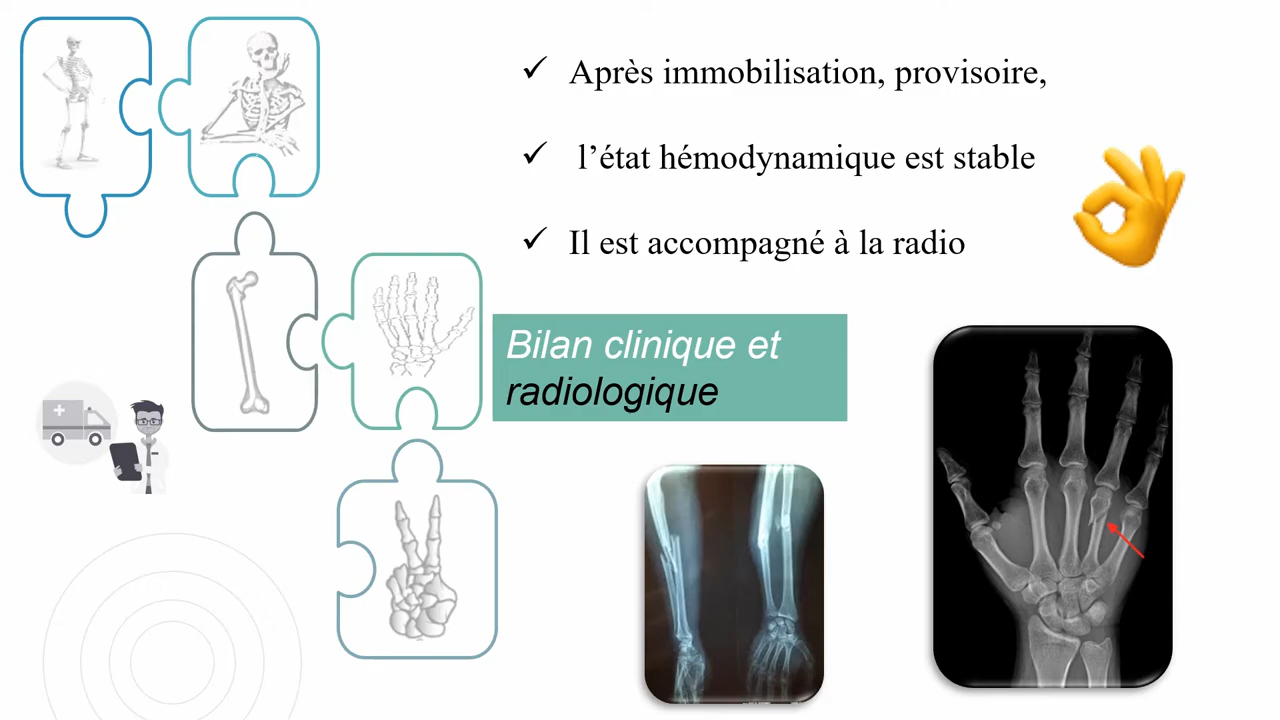 Après immobilisation, provisoire,
l’état hémodynamique est stable
Il est accompagné à la radio
Bilan clinique et
radiologique